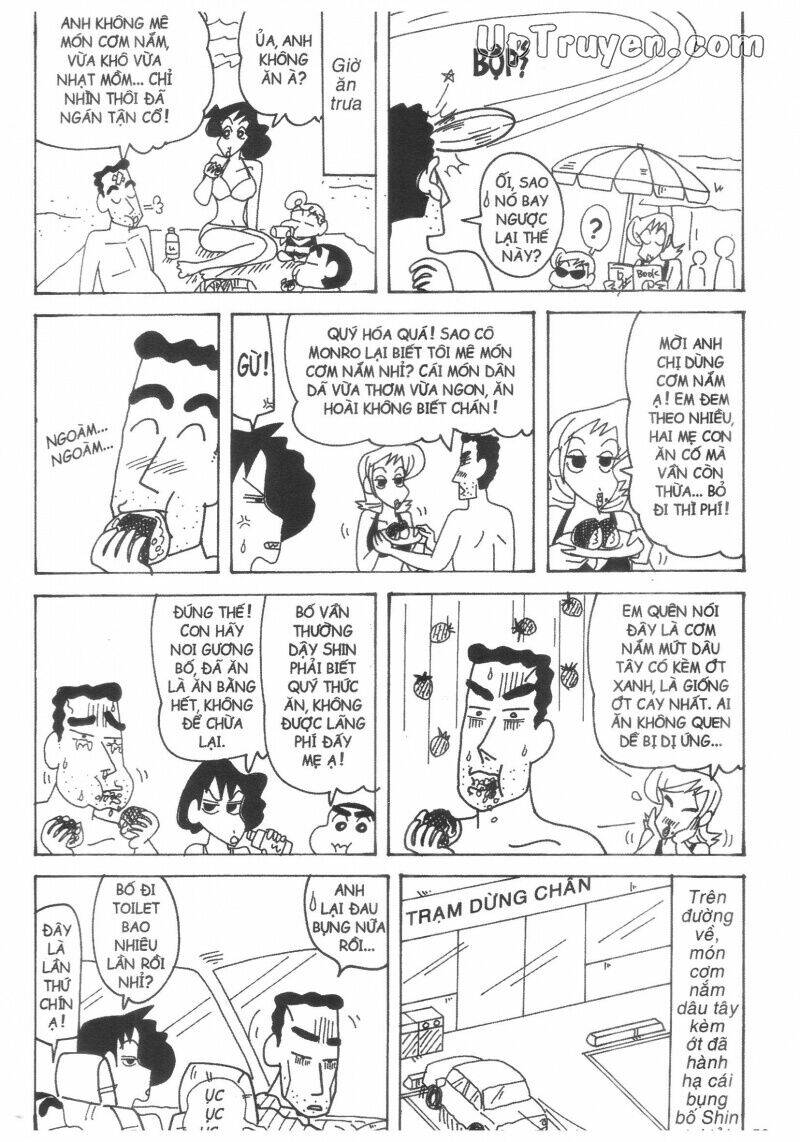 UpTruyen.com
BỘP!
ỐI, SAO
NÓ BAY
NGƯỢC
LẠI THẾ
NÀY?
?
BOOK
Giờ
ăn
trưa
ỦA, ANH
KHÔNG
ĂN À?
ANH KHÔNG MÊ
MÓN CƠM NẮM,
VỪA KHÔ VỪA
NHẠT MỒM... CHỈ
NHÌN THÔI ĐÃ
NGÁN TẬN CỔ!
MỜI ANH
CHỊ DÙNG
CƠM NẮM
Ạ! EM ĐEM
THEO NHIỀU,
HAI MẸ CON
ĂN CỐ MÀ
VẪN CÒN
THỪA... BỎ
ĐI THÌ PHÍ!
QUÝ HÓA QUÁ! SAO CÔ
MONRO LẠI BIẾT TÔI MÊ MÓN
CƠM NẮM NHỈ? CÁI MÓN DÂN
DÃ VỪA THƠM VỪA NGON, ĂN
HOÀI KHÔNG BIẾT CHÁN!
GỪ!
NGOÀM...
NGOÀM...
EM QUÊN NÓI
ĐÂY LÀ CƠM
NẮM MỨT DÂU
TÂY CÓ KÈM ỚT
XANH, LÀ GIỐNG
ỚT CAY NHẤT. AI
ĂN KHÔNG QUEN
DỄ BỊ DỊ ỨNG...
BỐ VẪN
THƯỜNG
DẬY SHIN
PHẢI BIẾT
QUÝ THỨC
ĂN, KHÔNG
ĐƯỢC LÃNG
PHÍ ĐẤY
MẸ Ạ!
ĐÚNG THẾ!
CON HÃY
NOI GƯƠNG
BỐ, ĐÃ ĂN
LÀ ĂN BẰNG
HẾT, KHÔNG
ĐỂ CHỪA
LẠI.
Trên
đường
về,
món
cơm
nắm
dâu tây
kèm
ớt đã
hành
hạ cái
bụng
bố Shin
TRẠM DỪNG CHÂN
ANH
LẠI ĐAU
BỤNG NỮA
RỒI...
BỐ ĐI
TOILET
BAO
NHIÊU
LẦN RỒI
NHỈ?
ĐÂY
LÀ
LẦN
THỨ
CHÍN
Ạ!
ỤC
ỤC
ỤC